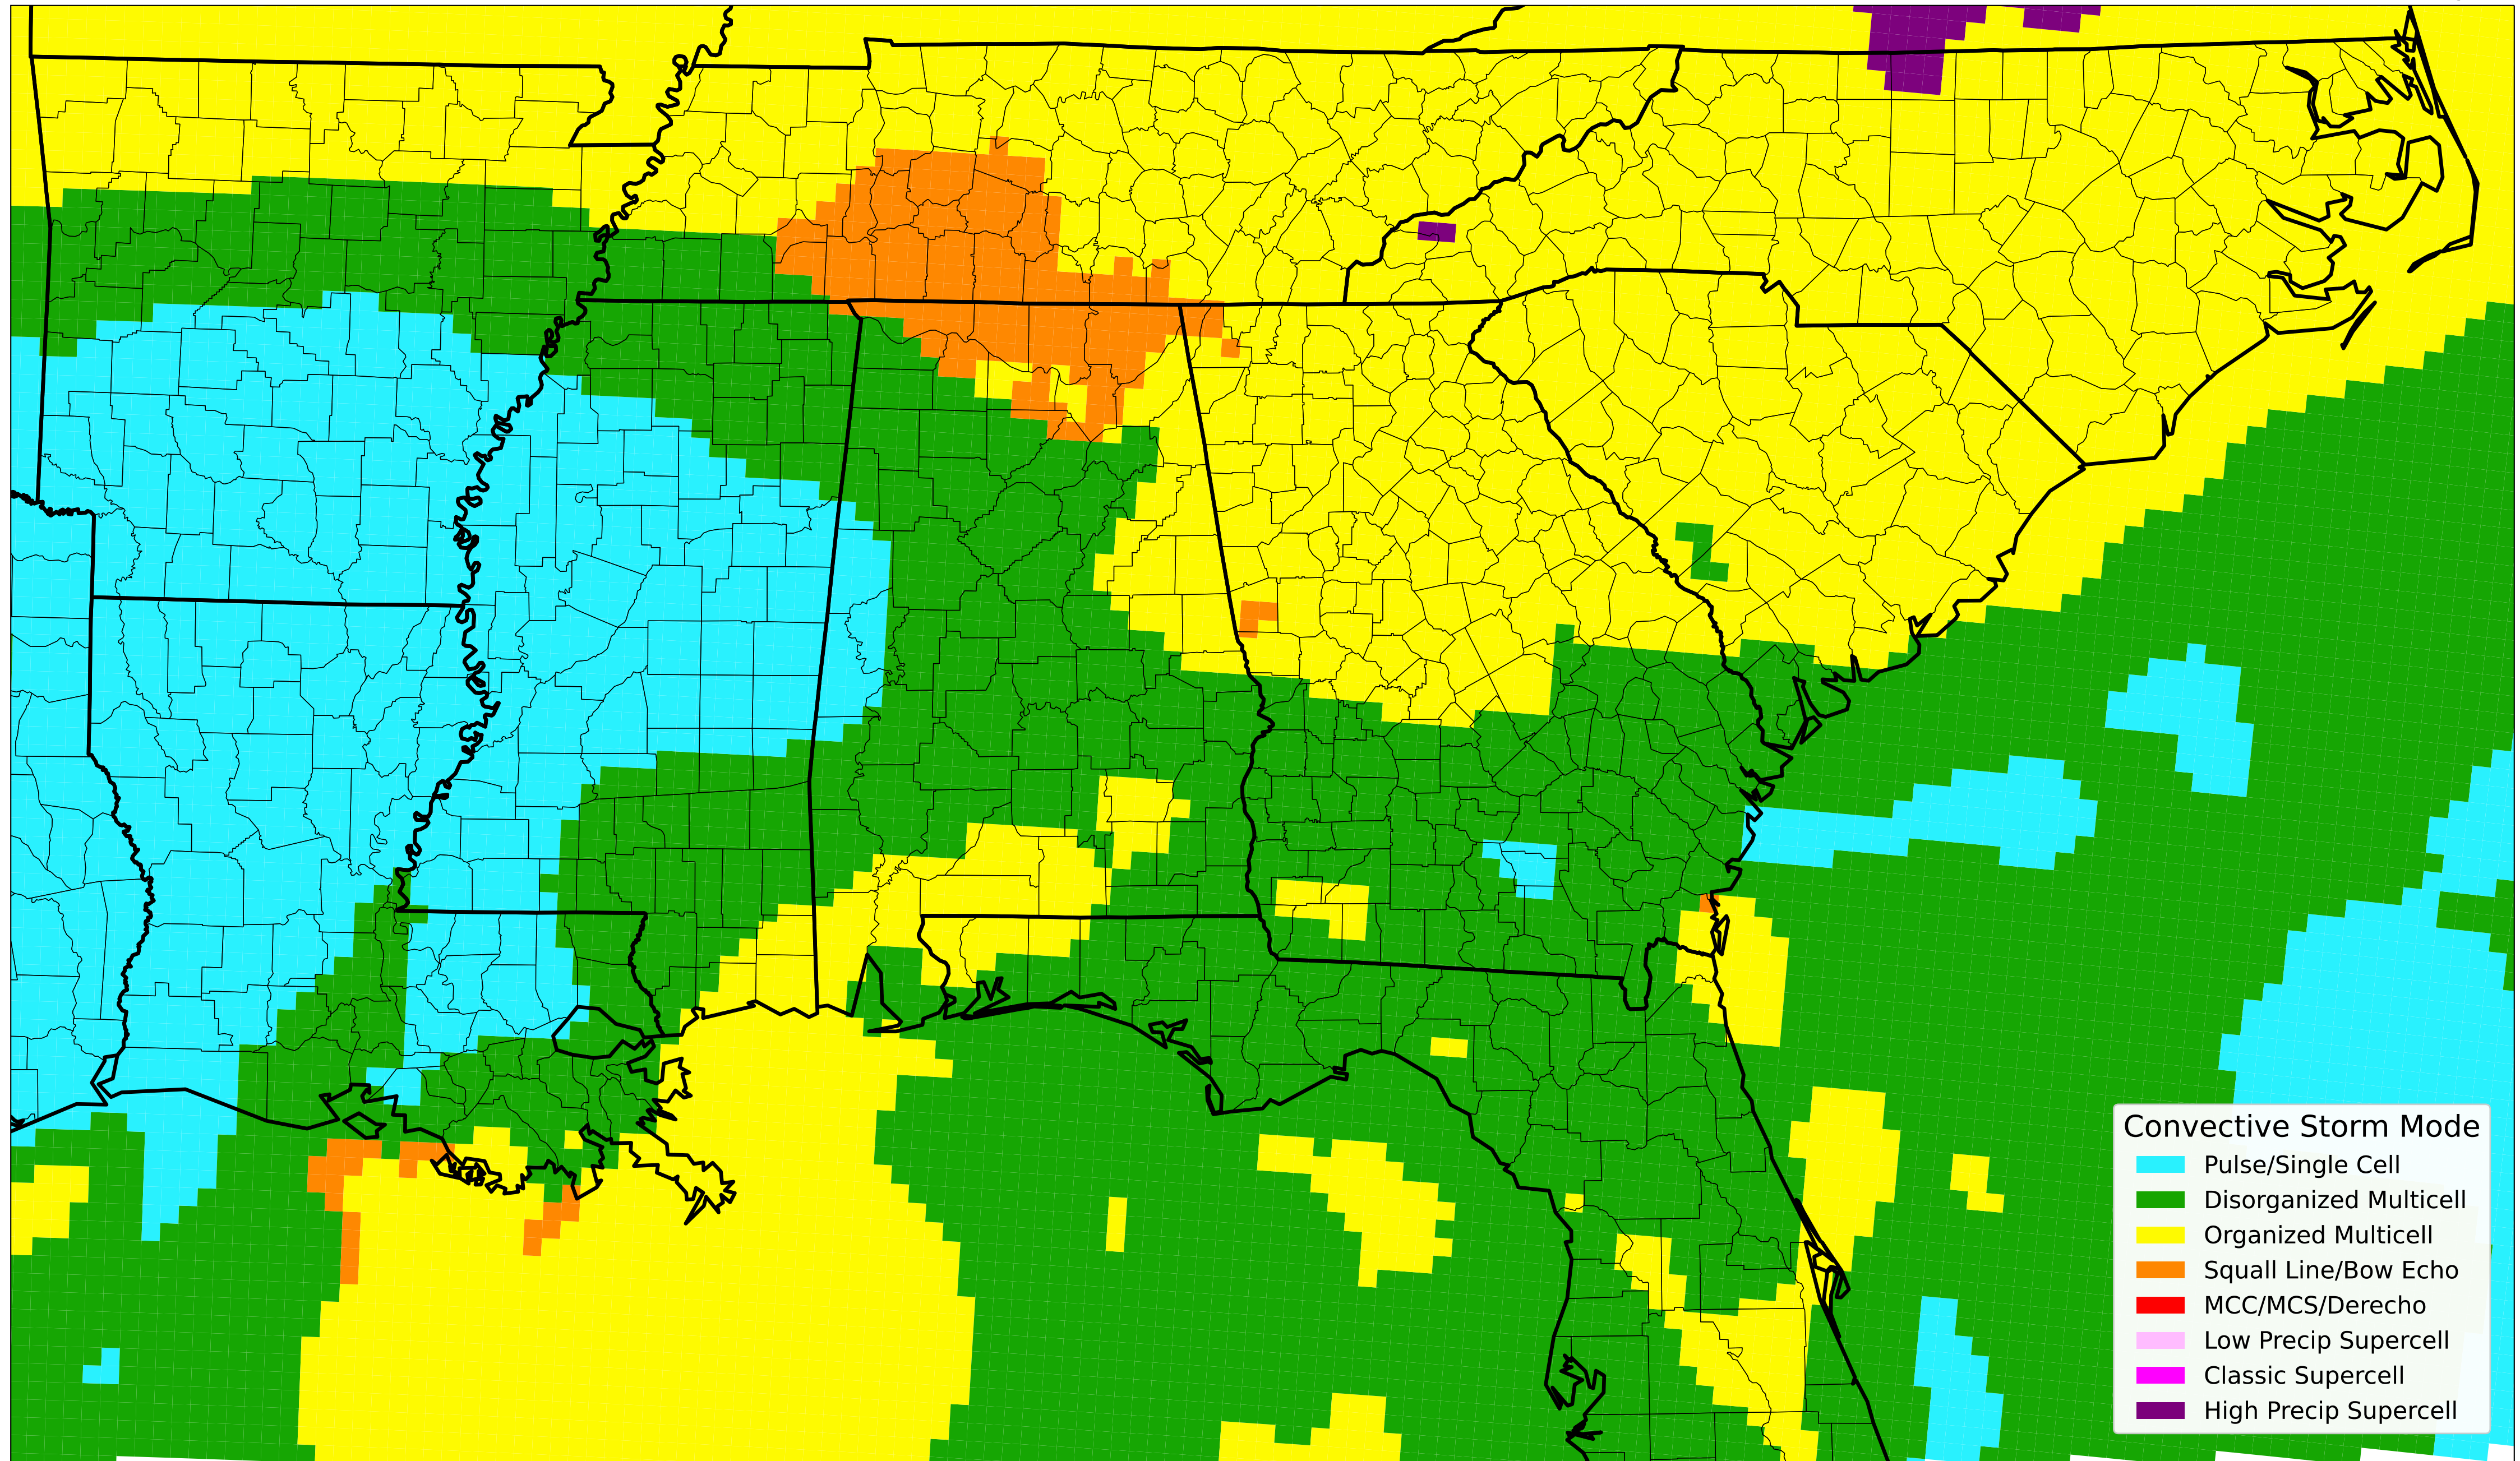 Convective Storm Mode
Pulse/Single Cell
Disorganized Multicell
Organized Multicell
Squall Line/Bow Echo
MCC/MCS/Derecho
Low Precip Supercell
Classic Supercell
High Precip Supercell